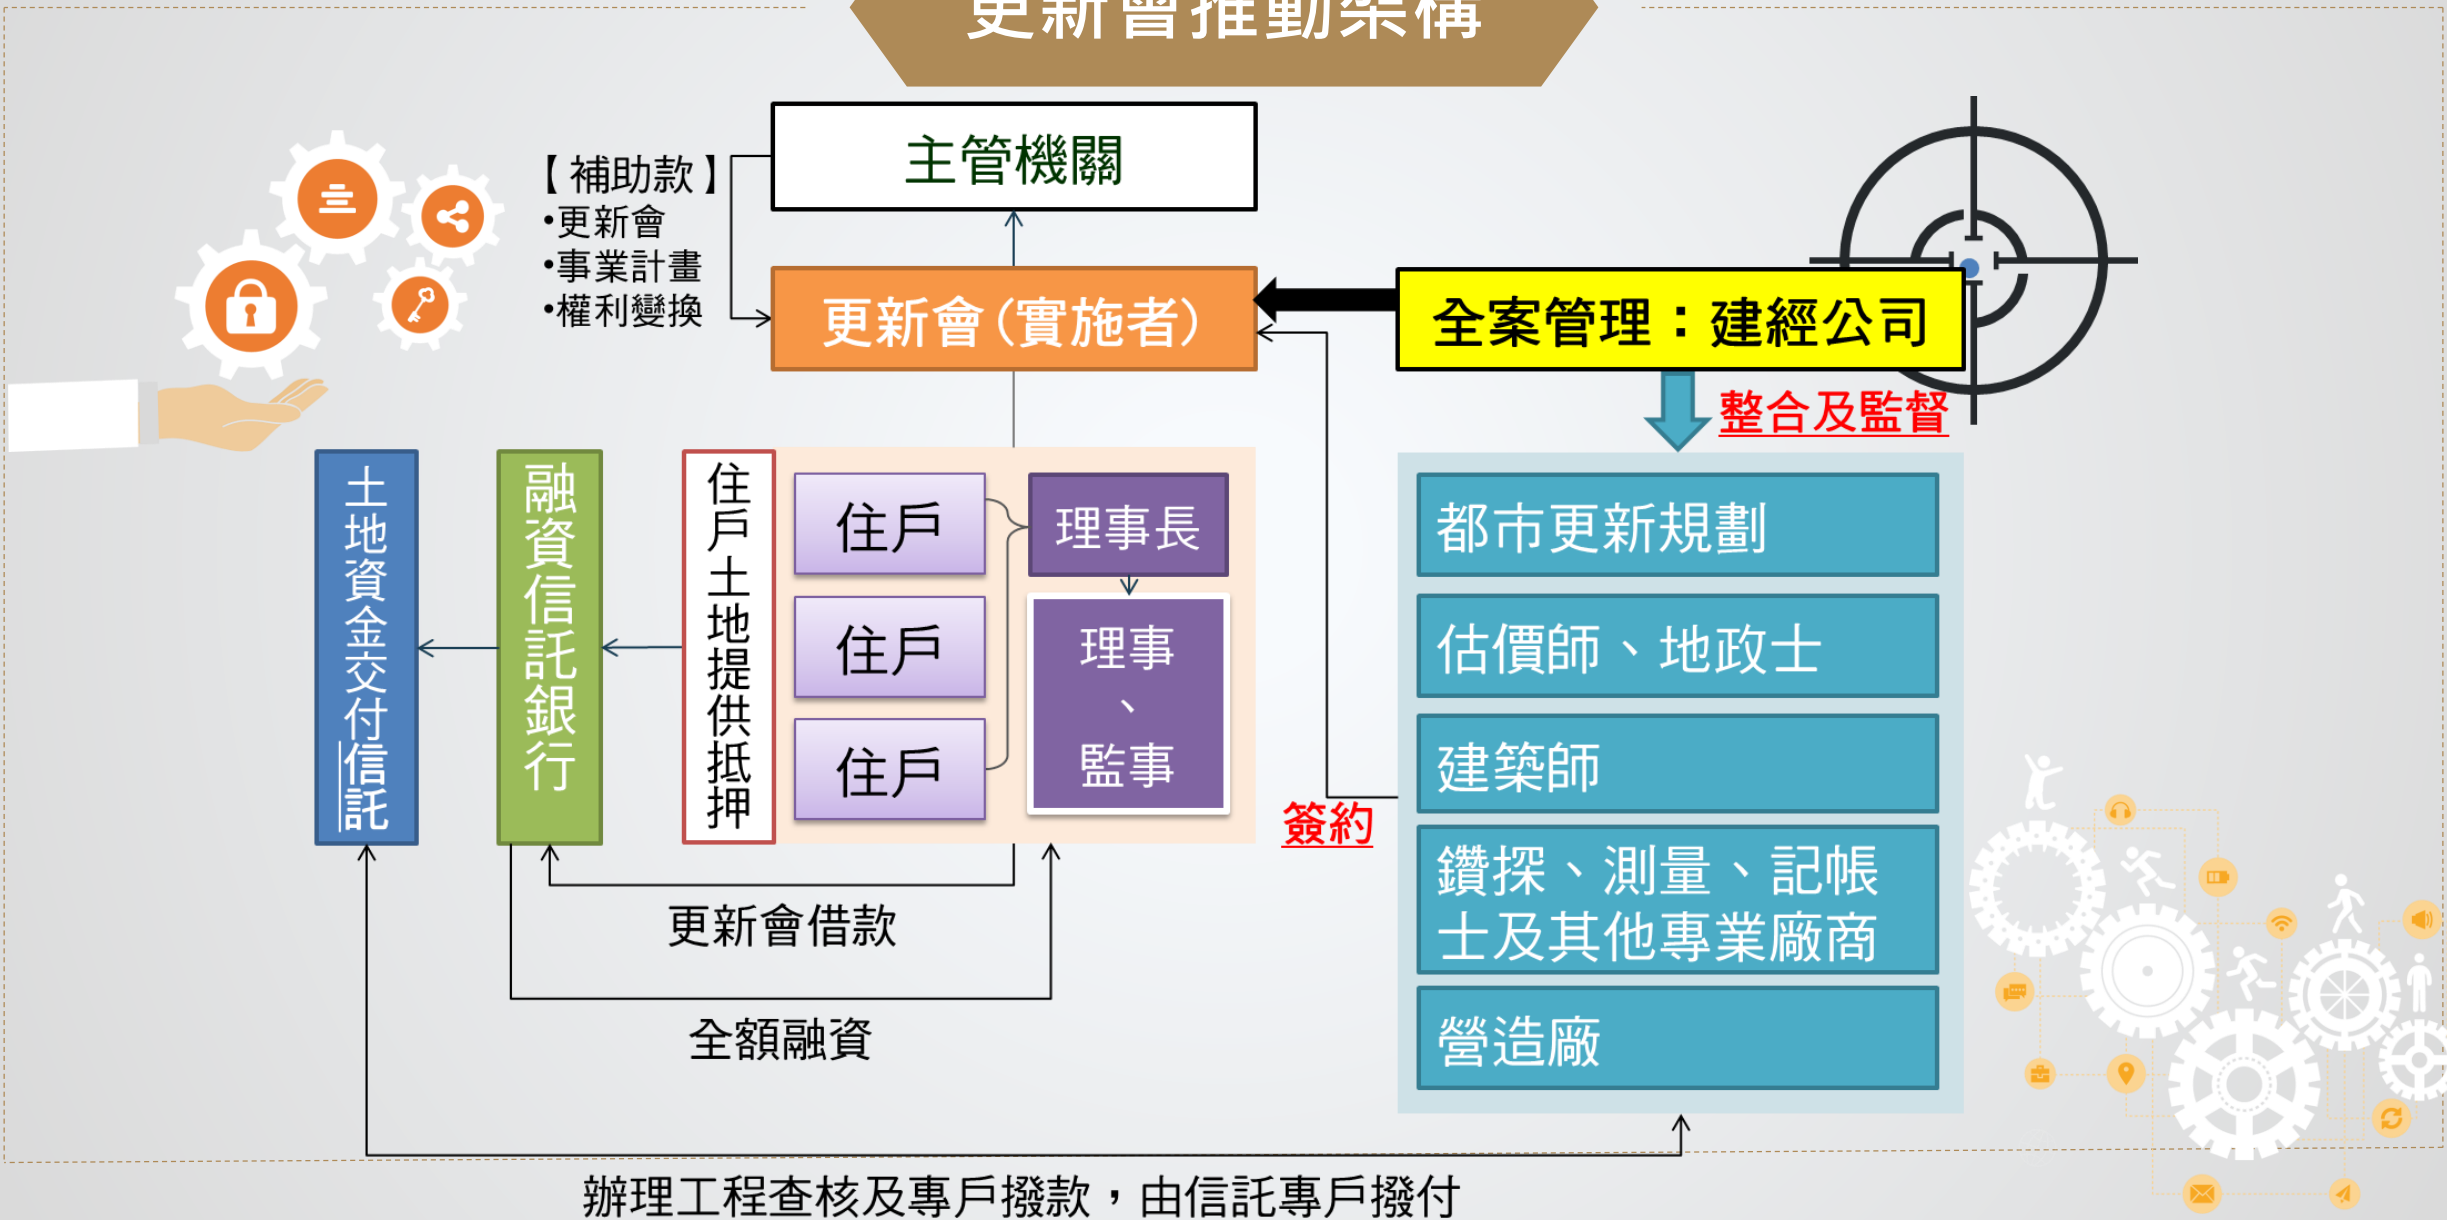 更新會推動架構
主管機關
【補助款】
•更新會
•事業計畫
•權利變換
更新會(實施者)
全案管理：建經公司
整合及監督
土地資金交付信託
融資信託銀行
住戶土地提供抵押
住戶
住戶
住戶
理事長
理事
、
監事
簽約
都市更新規劃
估價師、地政士
建築師
鑽探、測量、記帳
士及其他專業廠商
營造廠
更新會借款
全額融資
辦理工程查核及專戶撥款，由信託專戶撥付